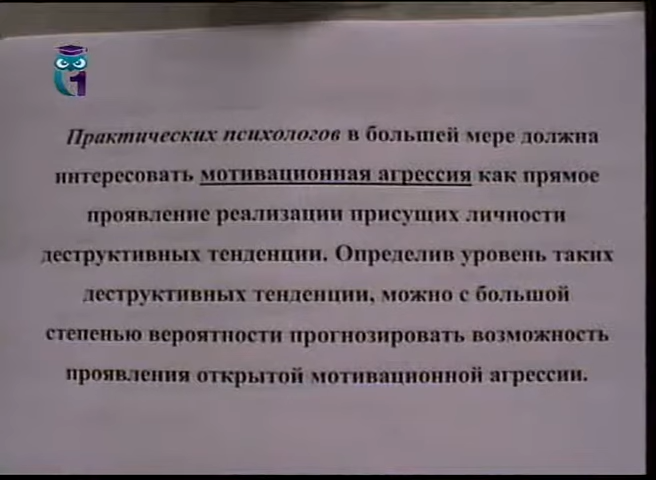 1
Практических психологов в большей мере должна
интересовать мотивационная агрессия как прямое
проявление реализации присущих личности
деструктивных тенденции. Определив уровень таких
деструктивных тенденции, можно с большой
степенью вероятности прогнозировать возможность
проявления открытой мотивационной агрессии.